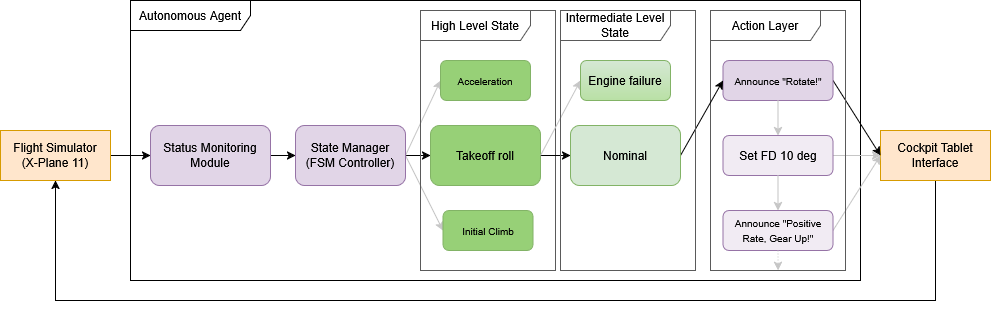 Autonomous Agent
High Level State
Intermediate Level
State
Action Layer
Acceleration
Engine failure
Announce "Rotate!"
Flight Simulator
(X-Plane 11)
Status Monitoring
Module
State Manager
(FSM Controller)
Takeoff roll
Nominal
Set FD 10 deg
Cockpit Tablet
Interface
Initial Climb
Announce "Positive
Rate, Gear Up!"